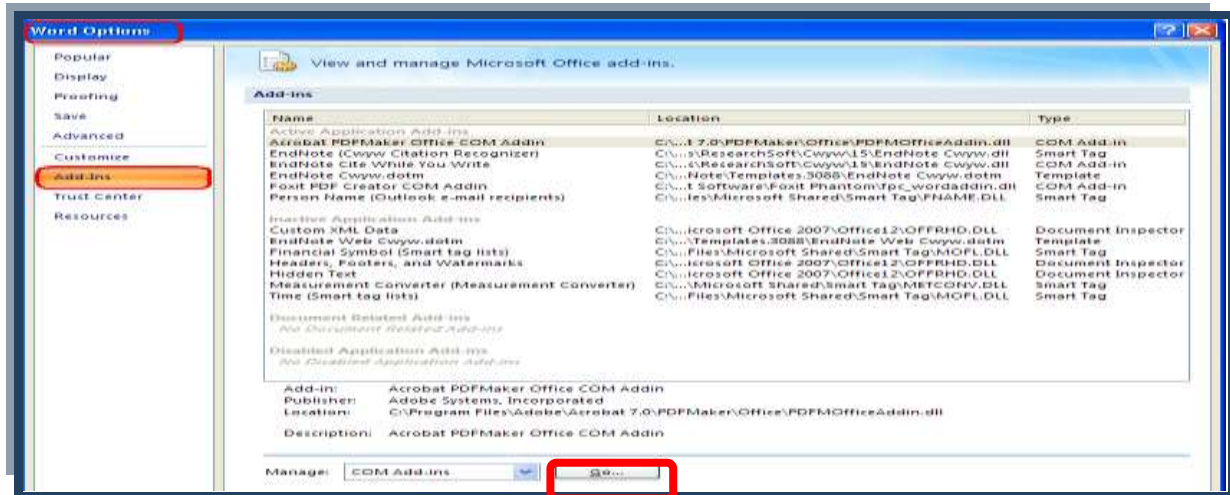 Word Options
Popular
Display
Proofing
Save
Advanced
Customize
Add-Ins
Trust Center
Resources
View and manage Microsoft Office add-ins.
Add-ins
Name Location Type
Active Application Add-ins
Acrobat PDFMaker Office COM Addin C:\...t 7.0\PDFMaker\Office\PDFMOfficeAddin.dll COM Add-in
EndNote (Cwyw Citation Recognizer) C:\...s\ResearchSoft\Cwyw\15\EndNote Cwyw.dll Smart Tag
EndNote Cite While You Write C:\...s\ResearchSoft\Cwyw\15\EndNote Cwyw.dll COM Add-in
EndNote Cwyw.dotm C:\...Note\Templates.3088\EndNote Cwyw.dotm Template
Foxit PDF Creator COM Addin C:\...t Software\Foxit Phantom\fpc_wordaddin.dll COM Add-in
Person Name (Outlook e-mail recipients) C:\...les\Microsoft Shared\Smart Tag\FNAME.DLL Smart Tag
Inactive Application Add-ins
Custom XML Data C:\...icrosoft Office 2007\Office12\OFFRHD.DLL Document Inspector
EndNote Web Cwyw.dotm C:\...\Templates.3088\EndNote Web Cwyw.dotm Template
Financial Symbol (Smart tag lists) C:\...Files\Microsoft Shared\Smart Tag\MOFL.DLL Smart Tag
Headers, Footers, and Watermarks C:\...icrosoft Office 2007\Office12\OFFRHD.DLL Document Inspector
Hidden Text C:\...icrosoft Office 2007\Office12\OFFRHD.DLL Document Inspector
Measurement Converter (Measurement Converter) C:\...\Microsoft Shared\Smart Tag\METCONV.DLL Smart Tag
Time (Smart tag lists) C:\...Files\Microsoft Shared\Smart Tag\MOFL.DLL Smart Tag
Document Related Add-ins
No Document Related Add-ins
Disabled Application Add-ins
No Disabled Application Add-ins
Add-in: Acrobat PDFMaker Office COM Addin
Publisher: Adobe Systems, Incorporated
Location: C:\Program Files\Adobe\Acrobat 7.0\PDFMaker\Office\PDFMOfficeAddin.dll
Description: Acrobat PDFMaker Office COM Addin
Manage: COM Add-ins Go...